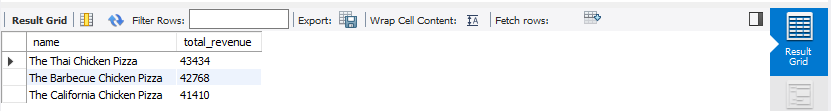 Result Grid Filter Rows: Export: Wrap Cell Content: Fetch rows:
name total_revenue
The Thai Chicken Pizza 43434
The Barbecue Chicken Pizza 42768
The California Chicken Pizza 41410
Result
Grid